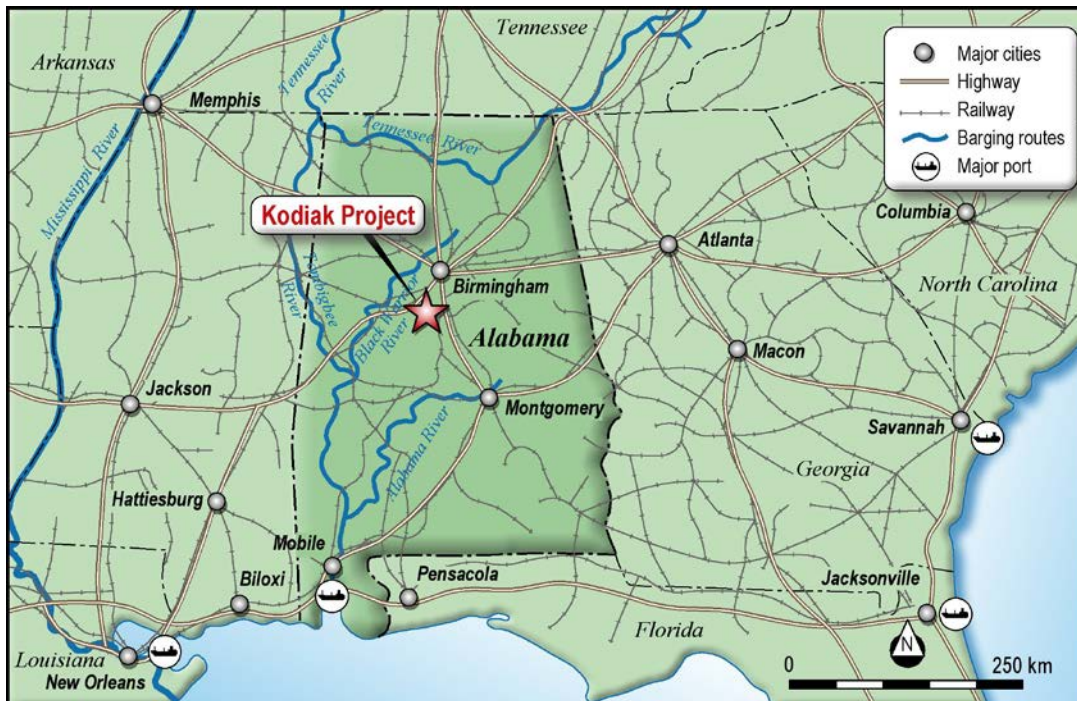 Arkansas
Memphis
Mississippi River
Tennessee
River
Tennessee
Tennessee River
Major cities
Highway
Railway
Barging routes
Major port
Kodiak Project
Columbia
Atlanta
North Carolina
Birmingham
Tombigbee
River
Black Warrior
River
Alabama
Macon
Jackson
Montgomery
Savannah
Alabama River
Georgia
Hattiesburg
Mobile
Biloxi
Pensacola
Jacksonville
Florida
N
0
250 km
Louisiana
New Orleans